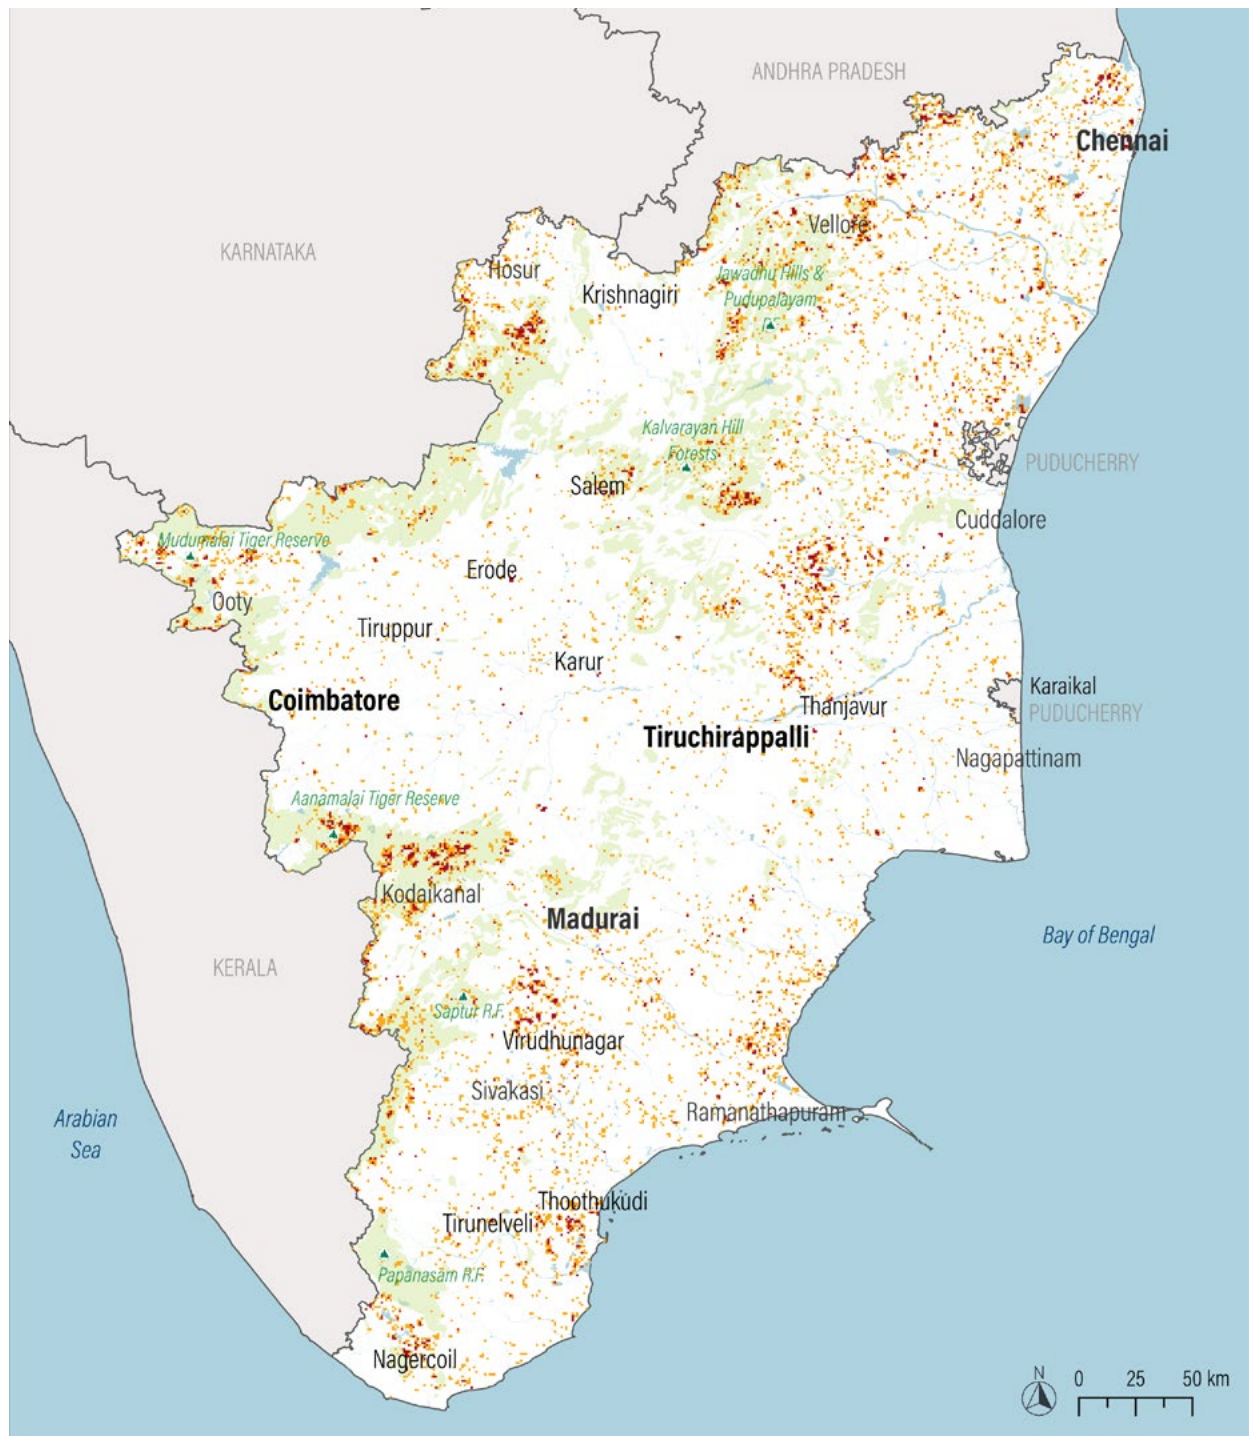 ANDHRA PRADESH
Chennai
KARNATAKA
Vellore
Hosur
Krishnagiri
Jawadhu Hills &
Pudupalayam
R.F.
Kalvarayan Hill
Forests
PUDUCHERRY
Salem
Cuddalore
Mudumalai Tiger Reserve
Erode
Ooty
Tiruppur
Karur
Coimbatore
Karaikal
PUDUCHERRY
Thanjavur
Tiruchirappalli
Nagapattinam
Aanamalai Tiger Reserve
Kodaikanal
Madurai
Bay of Bengal
KERALA
Saptur R.F.
Virudhunagar
Sivakasi
Ramanathapuram
Arabian
Sea
Thoothukudi
Tirunelveli
Papanasam R.F.
Nagercoil
N
0 25 50 km